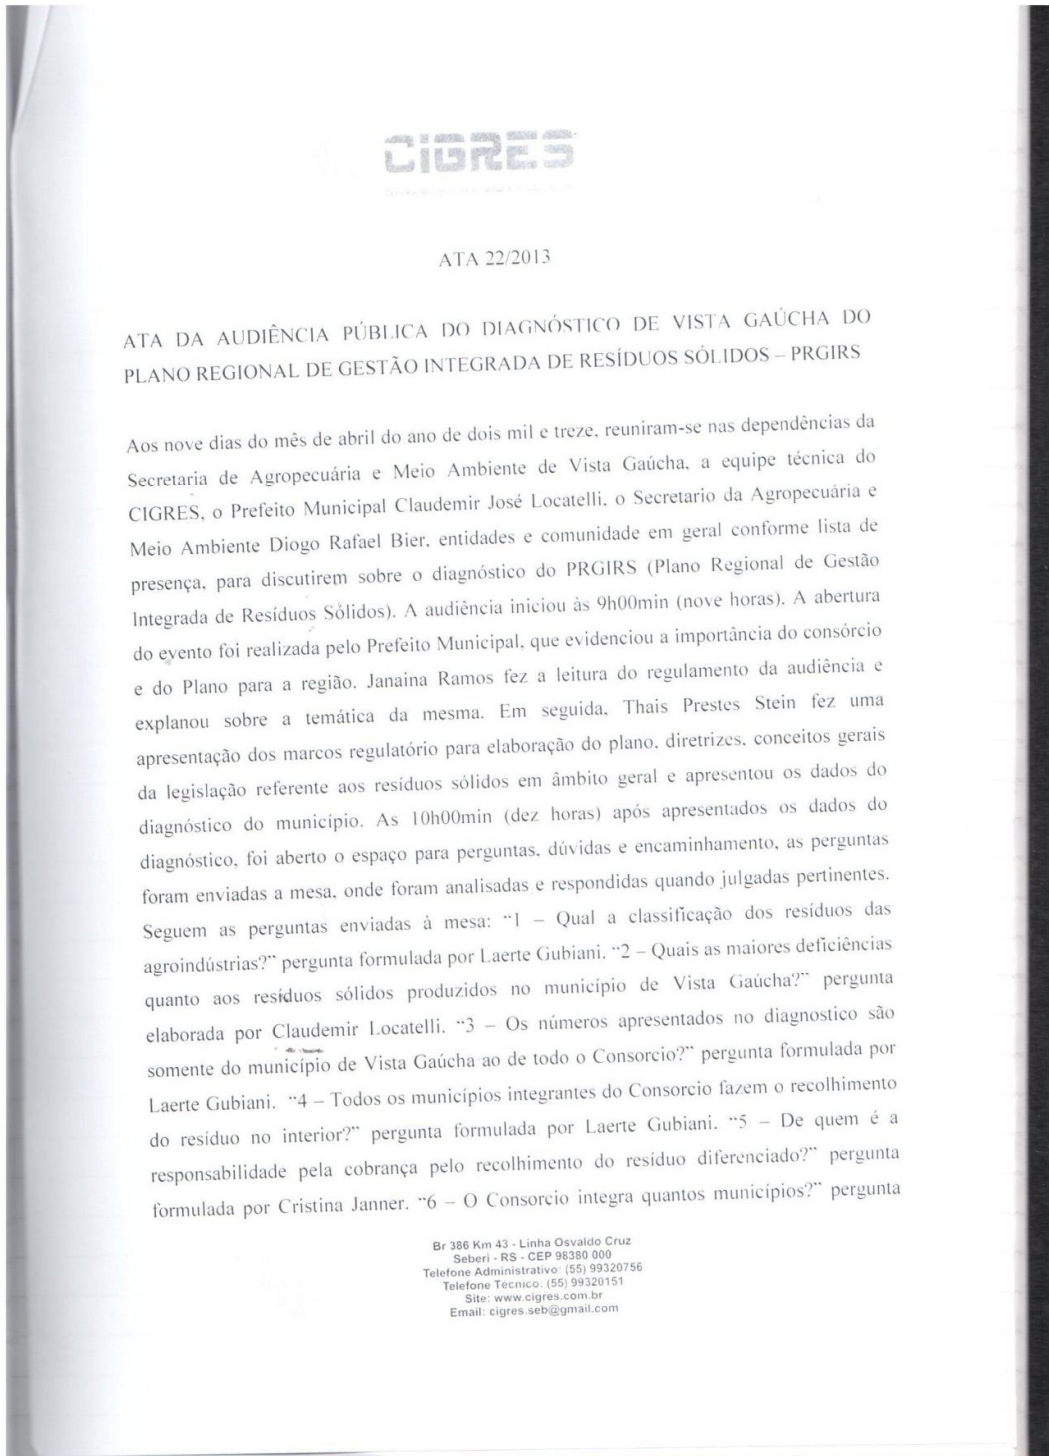 CIGRES
ATA 22/2013
ATA DA AUDIÊNCIA PÚBLICA DO DIAGNÓSTICO DE VISTA GAÚCHA DO
PLANO REGIONAL DE GESTÃO INTEGRADA DE RESÍDUOS SÓLIDOS – PRGIRS
Aos nove dias do mês de abril do ano de dois mil e treze, reuniram-se nas dependências da
Secretaria de Agropecuária e Meio Ambiente de Vista Gaúcha, a equipe técnica do
CIGRES, o Prefeito Municipal Claudemir José Locatelli, o Secretario da Agropecuária e
Meio Ambiente Diogo Rafael Bier, entidades e comunidade em geral conforme lista de
presença, para discutirem sobre o diagnóstico do PRGIRS (Plano Regional de Gestão
Integrada de Resíduos Sólidos). A audiência iniciou às 9h00min (nove horas). A abertura
do evento foi realizada pelo Prefeito Municipal, que evidenciou a importância do consórcio
e do Plano para a região. Janaina Ramos fez a leitura do regulamento da audiência e
explanou sobre a temática da mesma. Em seguida, Thais Prestes Stein fez uma
apresentação dos marcos regulatório para elaboração do plano, diretrizes, conceitos gerais
da legislação referente aos resíduos sólidos em âmbito geral e apresentou os dados do
diagnóstico do município. As 10h00min (dez horas) após apresentados os dados do
diagnóstico, foi aberto o espaço para perguntas, dúvidas e encaminhamento, as perguntas
foram enviadas a mesa, onde foram analisadas e respondidas quando julgadas pertinentes.
Seguem as perguntas enviadas à mesa: “1 – Qual a classificação dos resíduos das
agroindústrias?” pergunta formulada por Laerte Gubiani. “2 – Quais as maiores deficiências
quanto aos resíduos sólidos produzidos no município de Vista Gaúcha?” pergunta
elaborada por Claudemir Locatelli. “3 – Os números apresentados no diagnostico são
somente do município de Vista Gaúcha ao de todo o Consorcio?” pergunta formulada por
Laerte Gubiani. “4 – Todos os municípios integrantes do Consorcio fazem o recolhimento
do resíduo no interior?” pergunta formulada por Laerte Gubiani. “5 – De quem é a
responsabilidade pela cobrança pelo recolhimento do resíduo diferenciado?” pergunta
formulada por Cristina Janner. “6 – O Consorcio integra quantos municípios?” pergunta
Br 386 Km 43 - Linha Osvaldo Cruz
Seberi - RS - CEP 98380 000
Telefone Administrativo: (55) 99320756
Telefone Técnico: (55) 99320151
Site: www.cigres.com.br
Email: cigres.seb@gmail.com